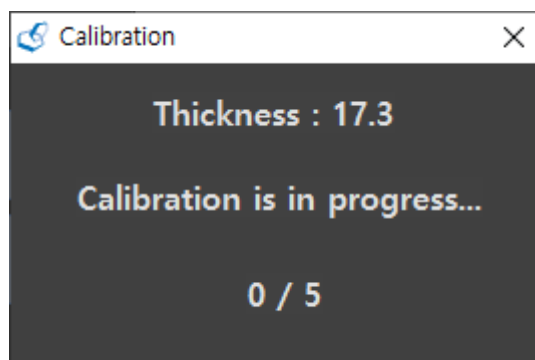 Calibration
Thickness : 17.3
Calibration is in progress...
0 / 5